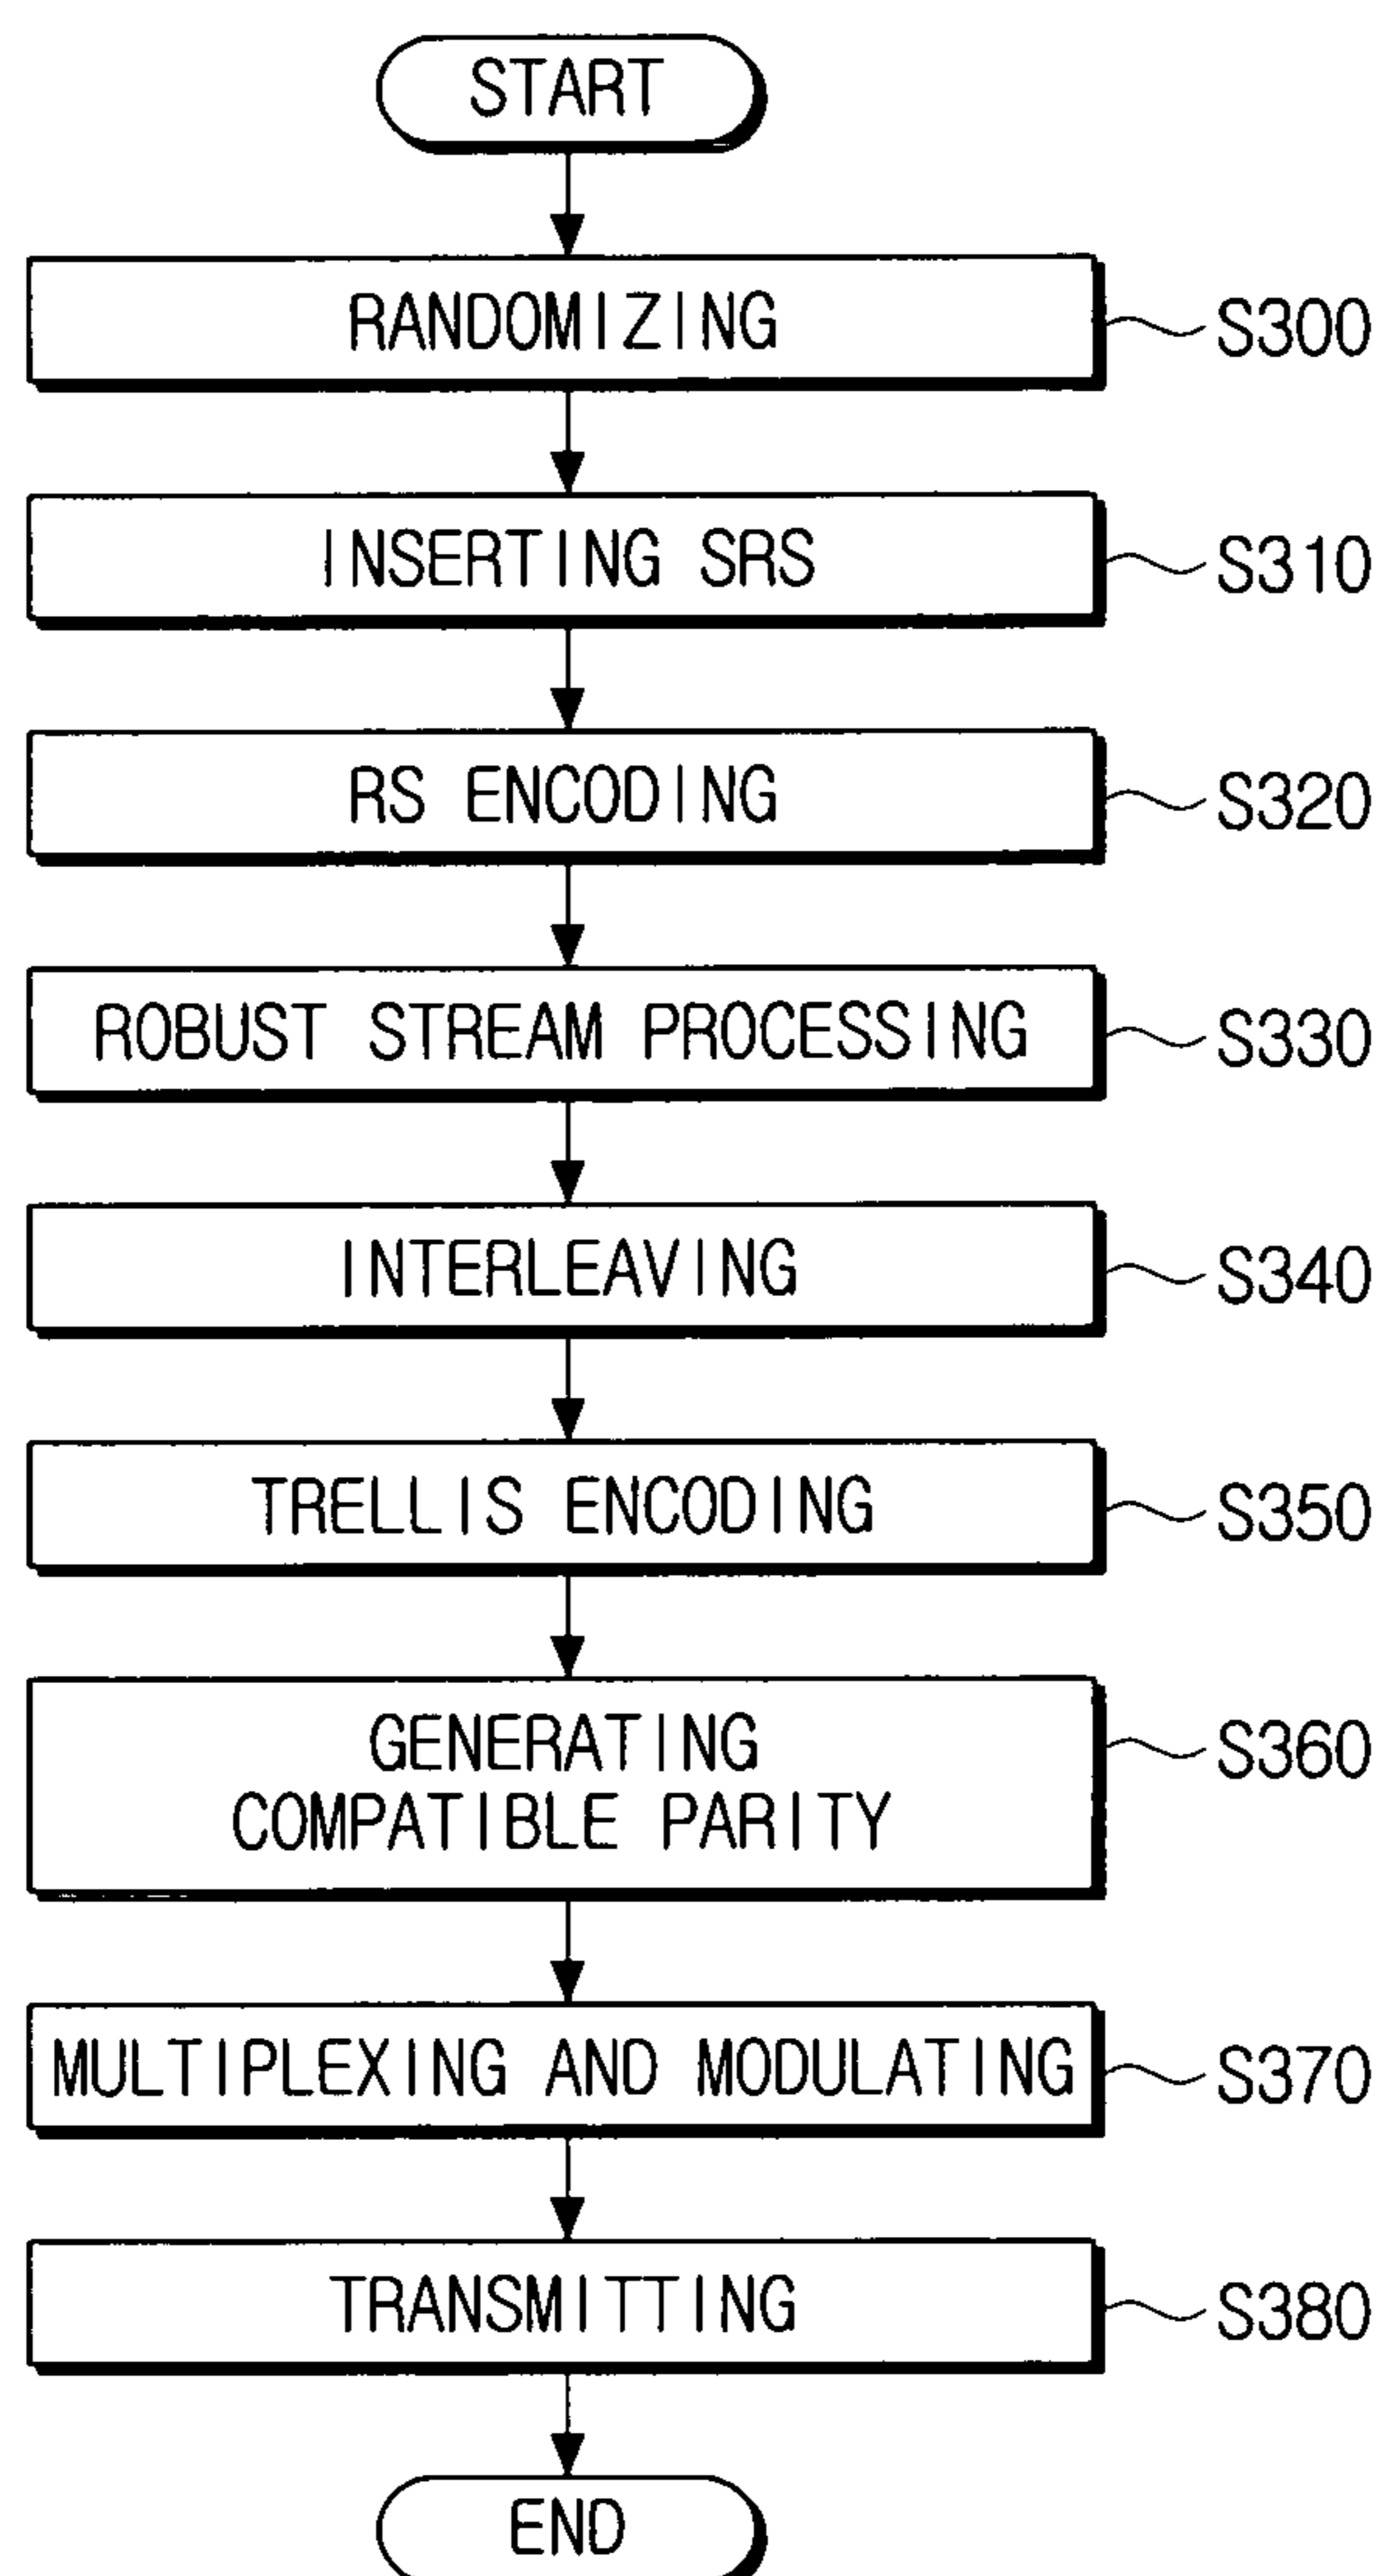 START
RANDOMIZING
S300
INSERTING SRS
S310
RS ENCODING
S320
ROBUST STREAM PROCESSING
S330
INTERLEAVING
S340
TRELLIS ENCODING
S350
GENERATING
COMPATIBLE PARITY
S360
MULTIPLEXING AND MODULATING
S370
TRANSMITTING
S380
END